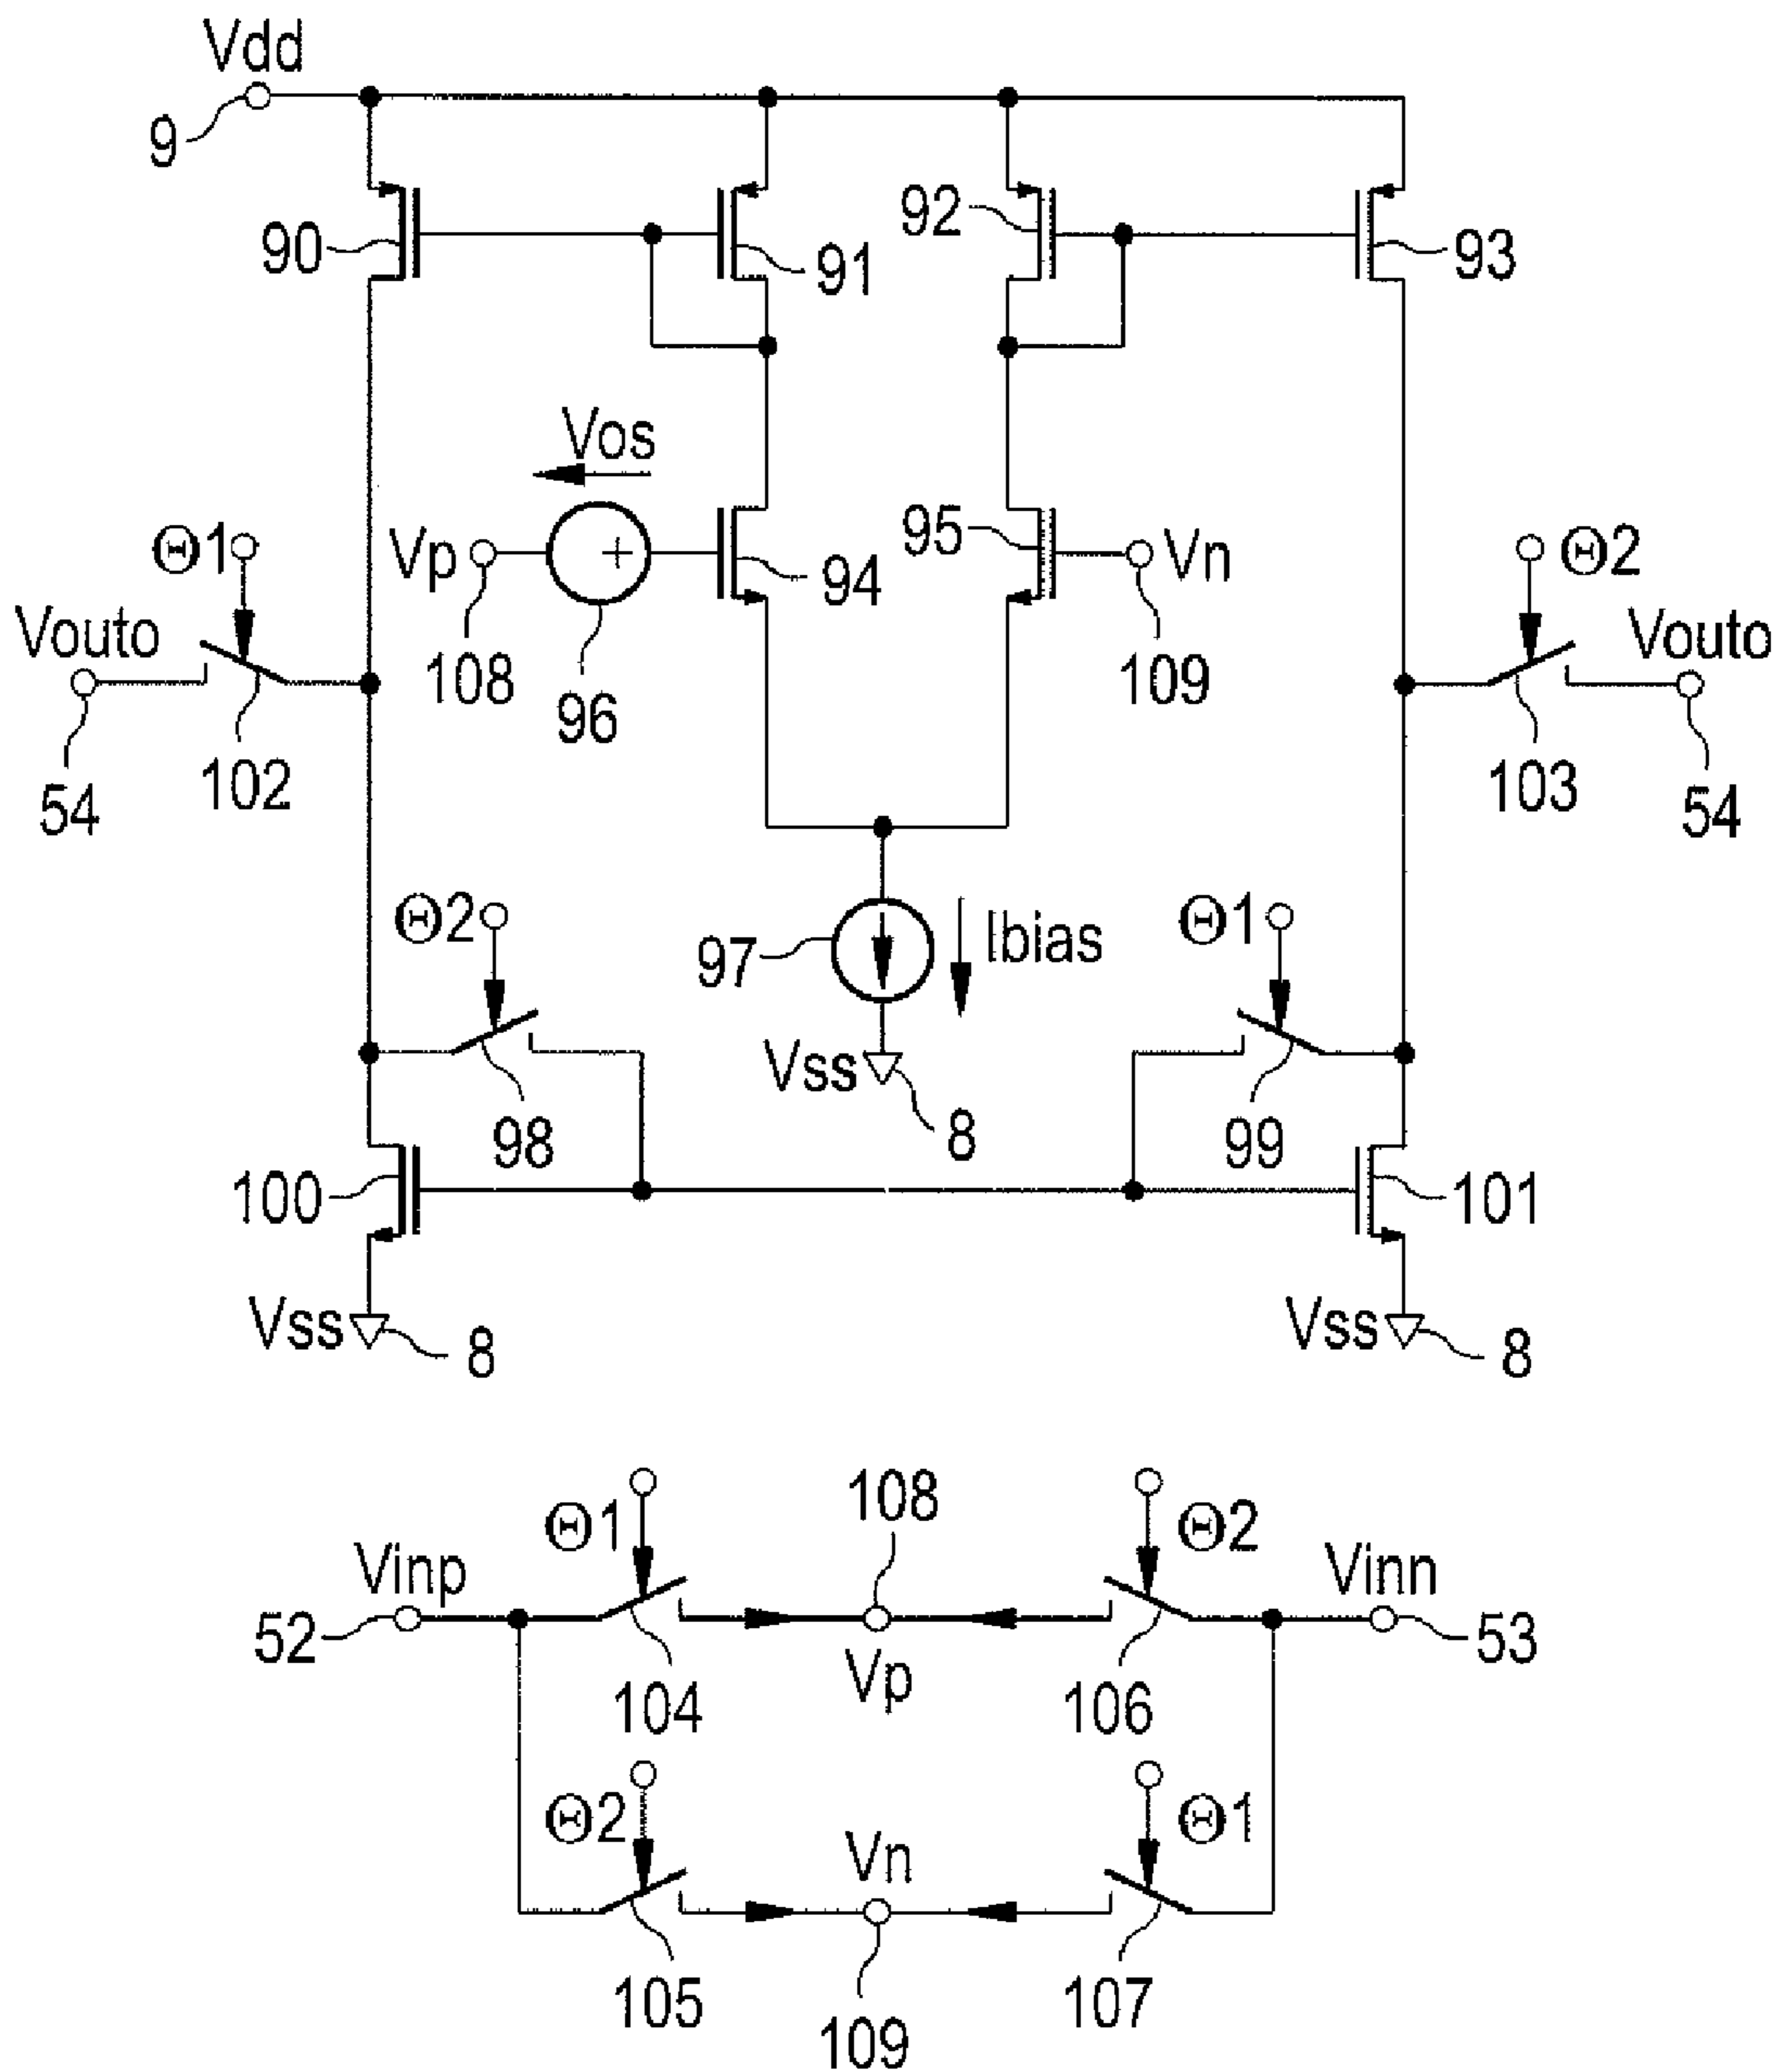 Vdd
9
90
91
92
93
Vos
Θ1
Vp
94
95
Vn
Θ2
Vouto
Vouto
108
96
109
54
102
103
54
Θ2
97
Ibias
Θ1
Vss
8
98
99
100
101
Vss
8
Vss
8
Θ1
108
Θ2
Vinp
Vinn
52
53
104
Vp
106
Θ2
Vn
Θ1
105
109
107